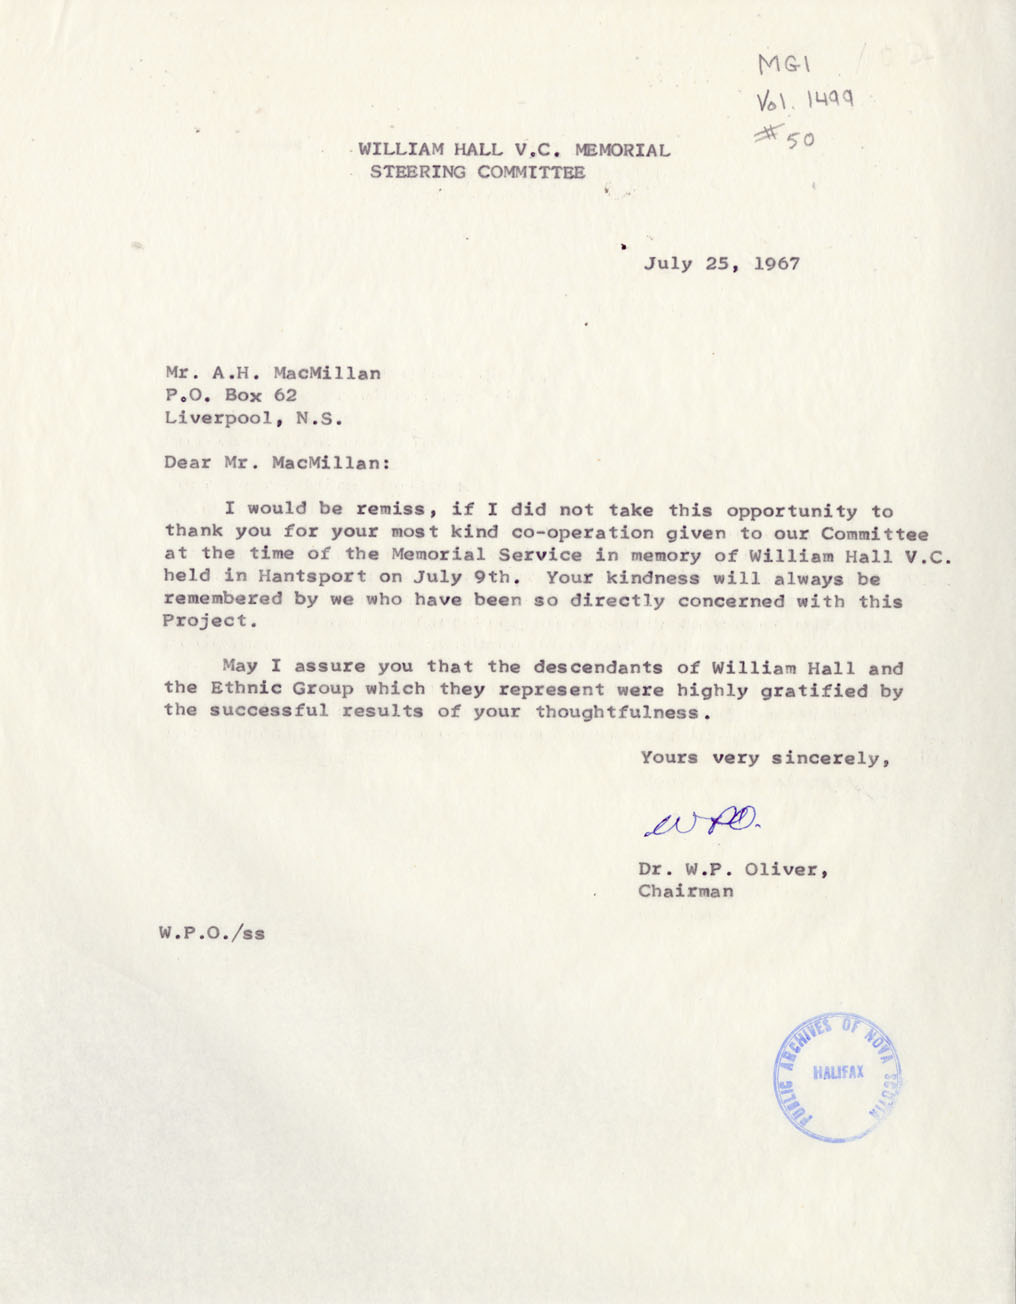 MG1
Vol. 1499
#50
WILLIAM HALL V.C. MEMORIAL
STEERING COMMITTEE
July 25, 1967
Mr. A.H. MacMillan
P.O. Box 62
Liverpool, N.S.
Dear Mr. MacMillan:
I would be remiss, if I did not take this opportunity to
thank you for your most kind co-operation given to our Committee
at the time of the Memorial Service in memory of William Hall V.C.
held in Hantsport on July 9th. Your kindness will always be
remembered by we who have been so directly concerned with this
Project.
May I assure you that the descendants of William Hall and
the Ethnic Group which they represent were highly gratified by
the successful results of your thoughtfulness.
Yours very sincerely,
WPO.
Dr. W.P. Oliver,
Chairman
W.P.O./ss
PUBLIC ARCHIVES OF NOVA SCOTIA
HALIFAX